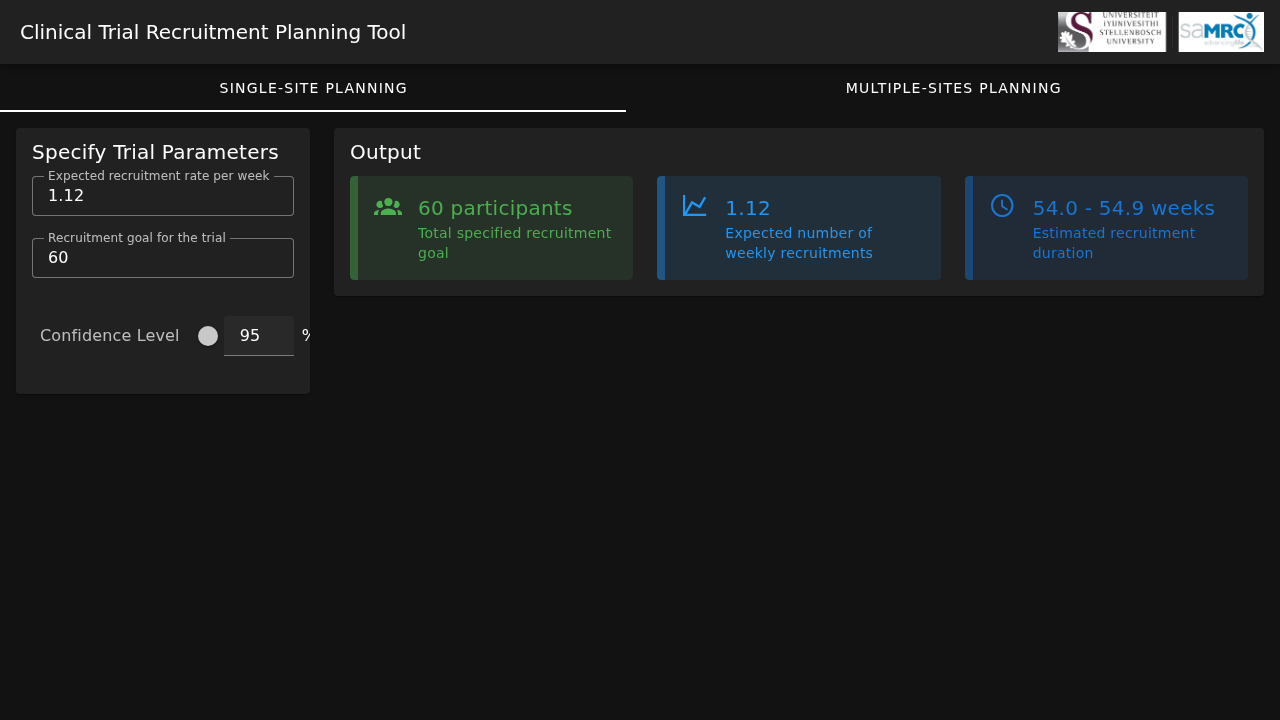 Clinical Trial Recruitment Planning Tool
UNIVERSITEIT
IYUNIVESITHI
STELLENBOSCH
UNIVERSITY
saMRC
SINGLE-SITE PLANNING
MULTIPLE-SITES PLANNING
Specify Trial Parameters
Expected recruitment rate per week
1.12
Recruitment goal for the trial
60
Confidence Level
95
%
Output
60 participants
Total specified recruitment
goal
1.12
Expected number of
weekly recruitments
54.0 - 54.9 weeks
Estimated recruitment
duration